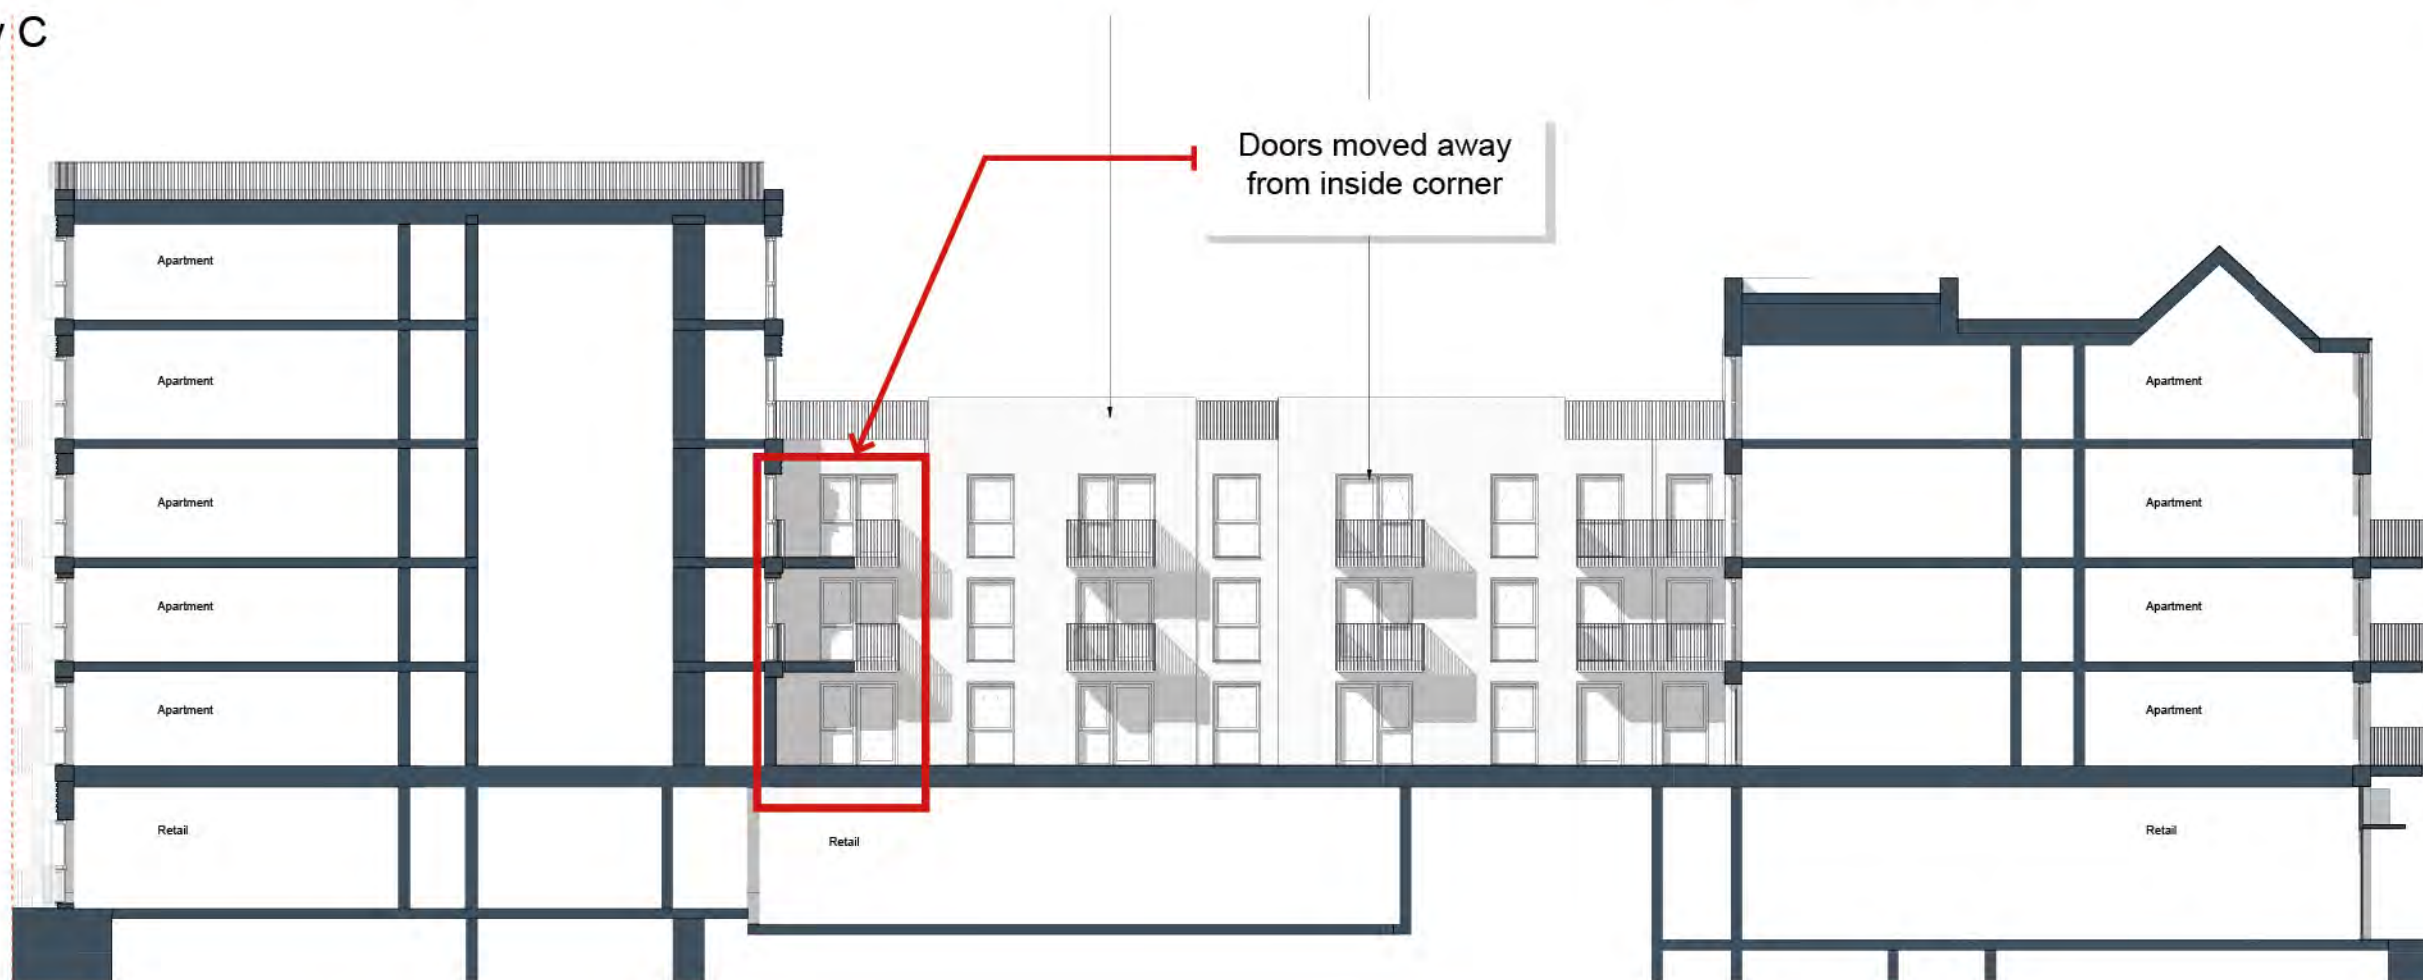 C
Doors moved away
from inside corner
Apartment
Apartment
Apartment
Apartment
Apartment
Retail
Retail
Apartment
Apartment
Apartment
Apartment
Retail